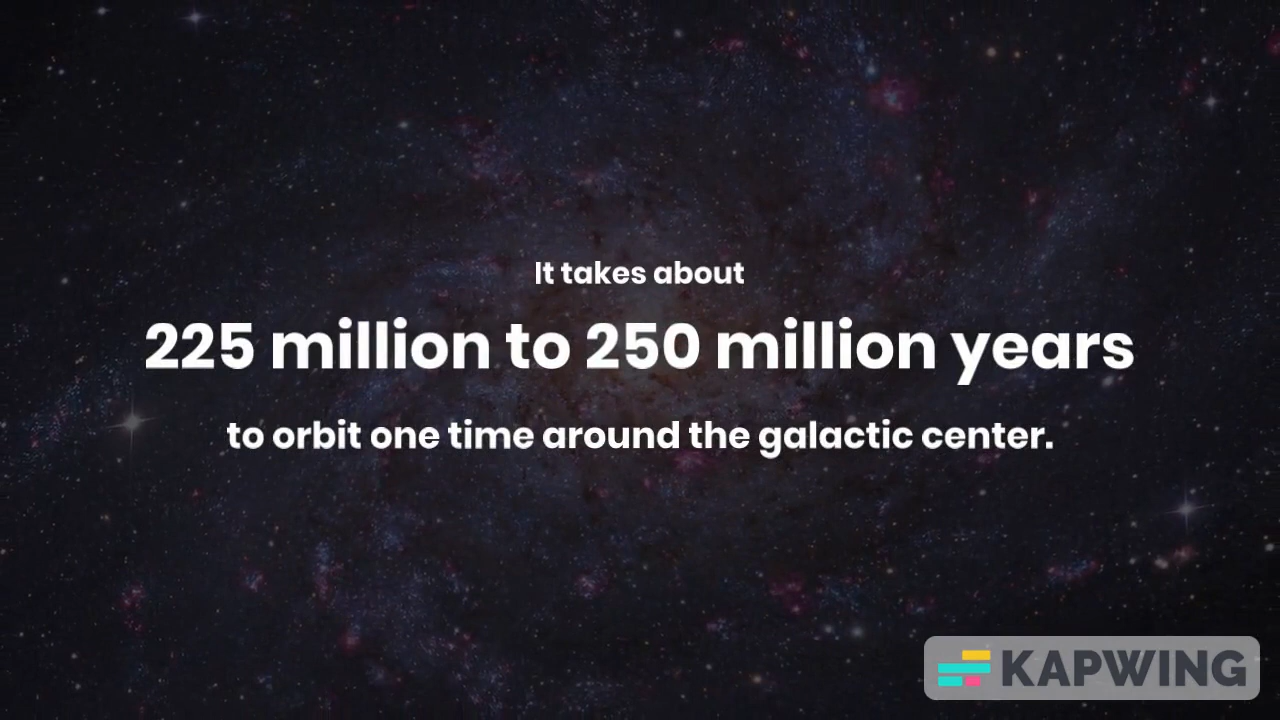 It takes about
225 million to 250 million years
to orbit one time around the galactic center.
KAPWING